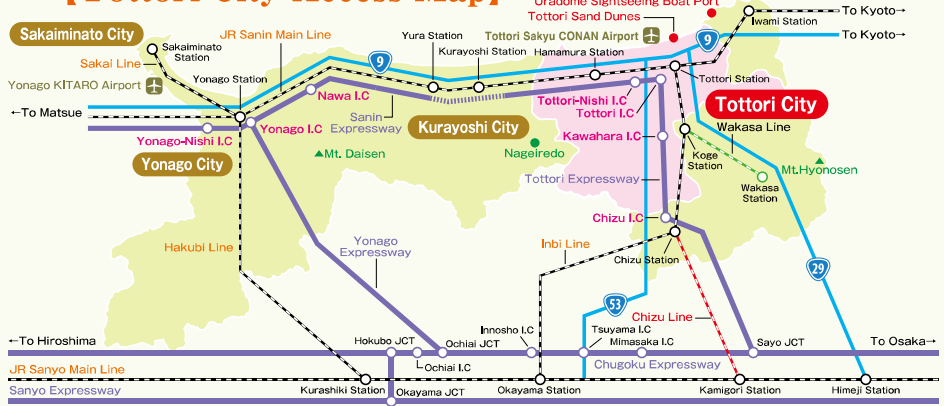 【Tottori City Access Map】
Uradome Sightseeing Boat Port
Tottori Sand Dunes
Iwami Station
To Kyoto→
To Kyoto→
Sakaiminato City
Sakaiminato
Station
Sakai Line
JR Sanin Main Line
9
Yura Station
Kurayoshi Station
Tottori Sakyu CONAN Airport
Hamamura Station
9
Yonago KITARO Airport
Yonago Station
Nawa I.C
Tottori Station
Tottori-Nishi I.C
Tottori I.C
Tottori City
←To Matsue
Yonago I.C
Sanin
Expressway
Kurayoshi City
Kawahara I.C
Wakasa Line
Yonago-Nishi I.C
Yonago City
Mt. Daisen
Nageiredo
Koge
Station
Mt.Hyonosen
Tottori Expressway
Wakasa
Station
Chizu I.C
Hakubi Line
Yonago
Expressway
Inbi Line
Chizu Station
29
53
Chizu Line
←To Hiroshima
Hokubo JCT
Ochiai JCT
Innosho I.C
Tsuyama I.C
Mimasaka I.C
Sayo JCT
To Osaka→
Ochiai I.C
Chugoku Expressway
JR Sanyo Main Line
Sanyo Expressway
Kurashiki Station
Okayama JCT
Okayama Station
Kamigori Station
Himeji Station